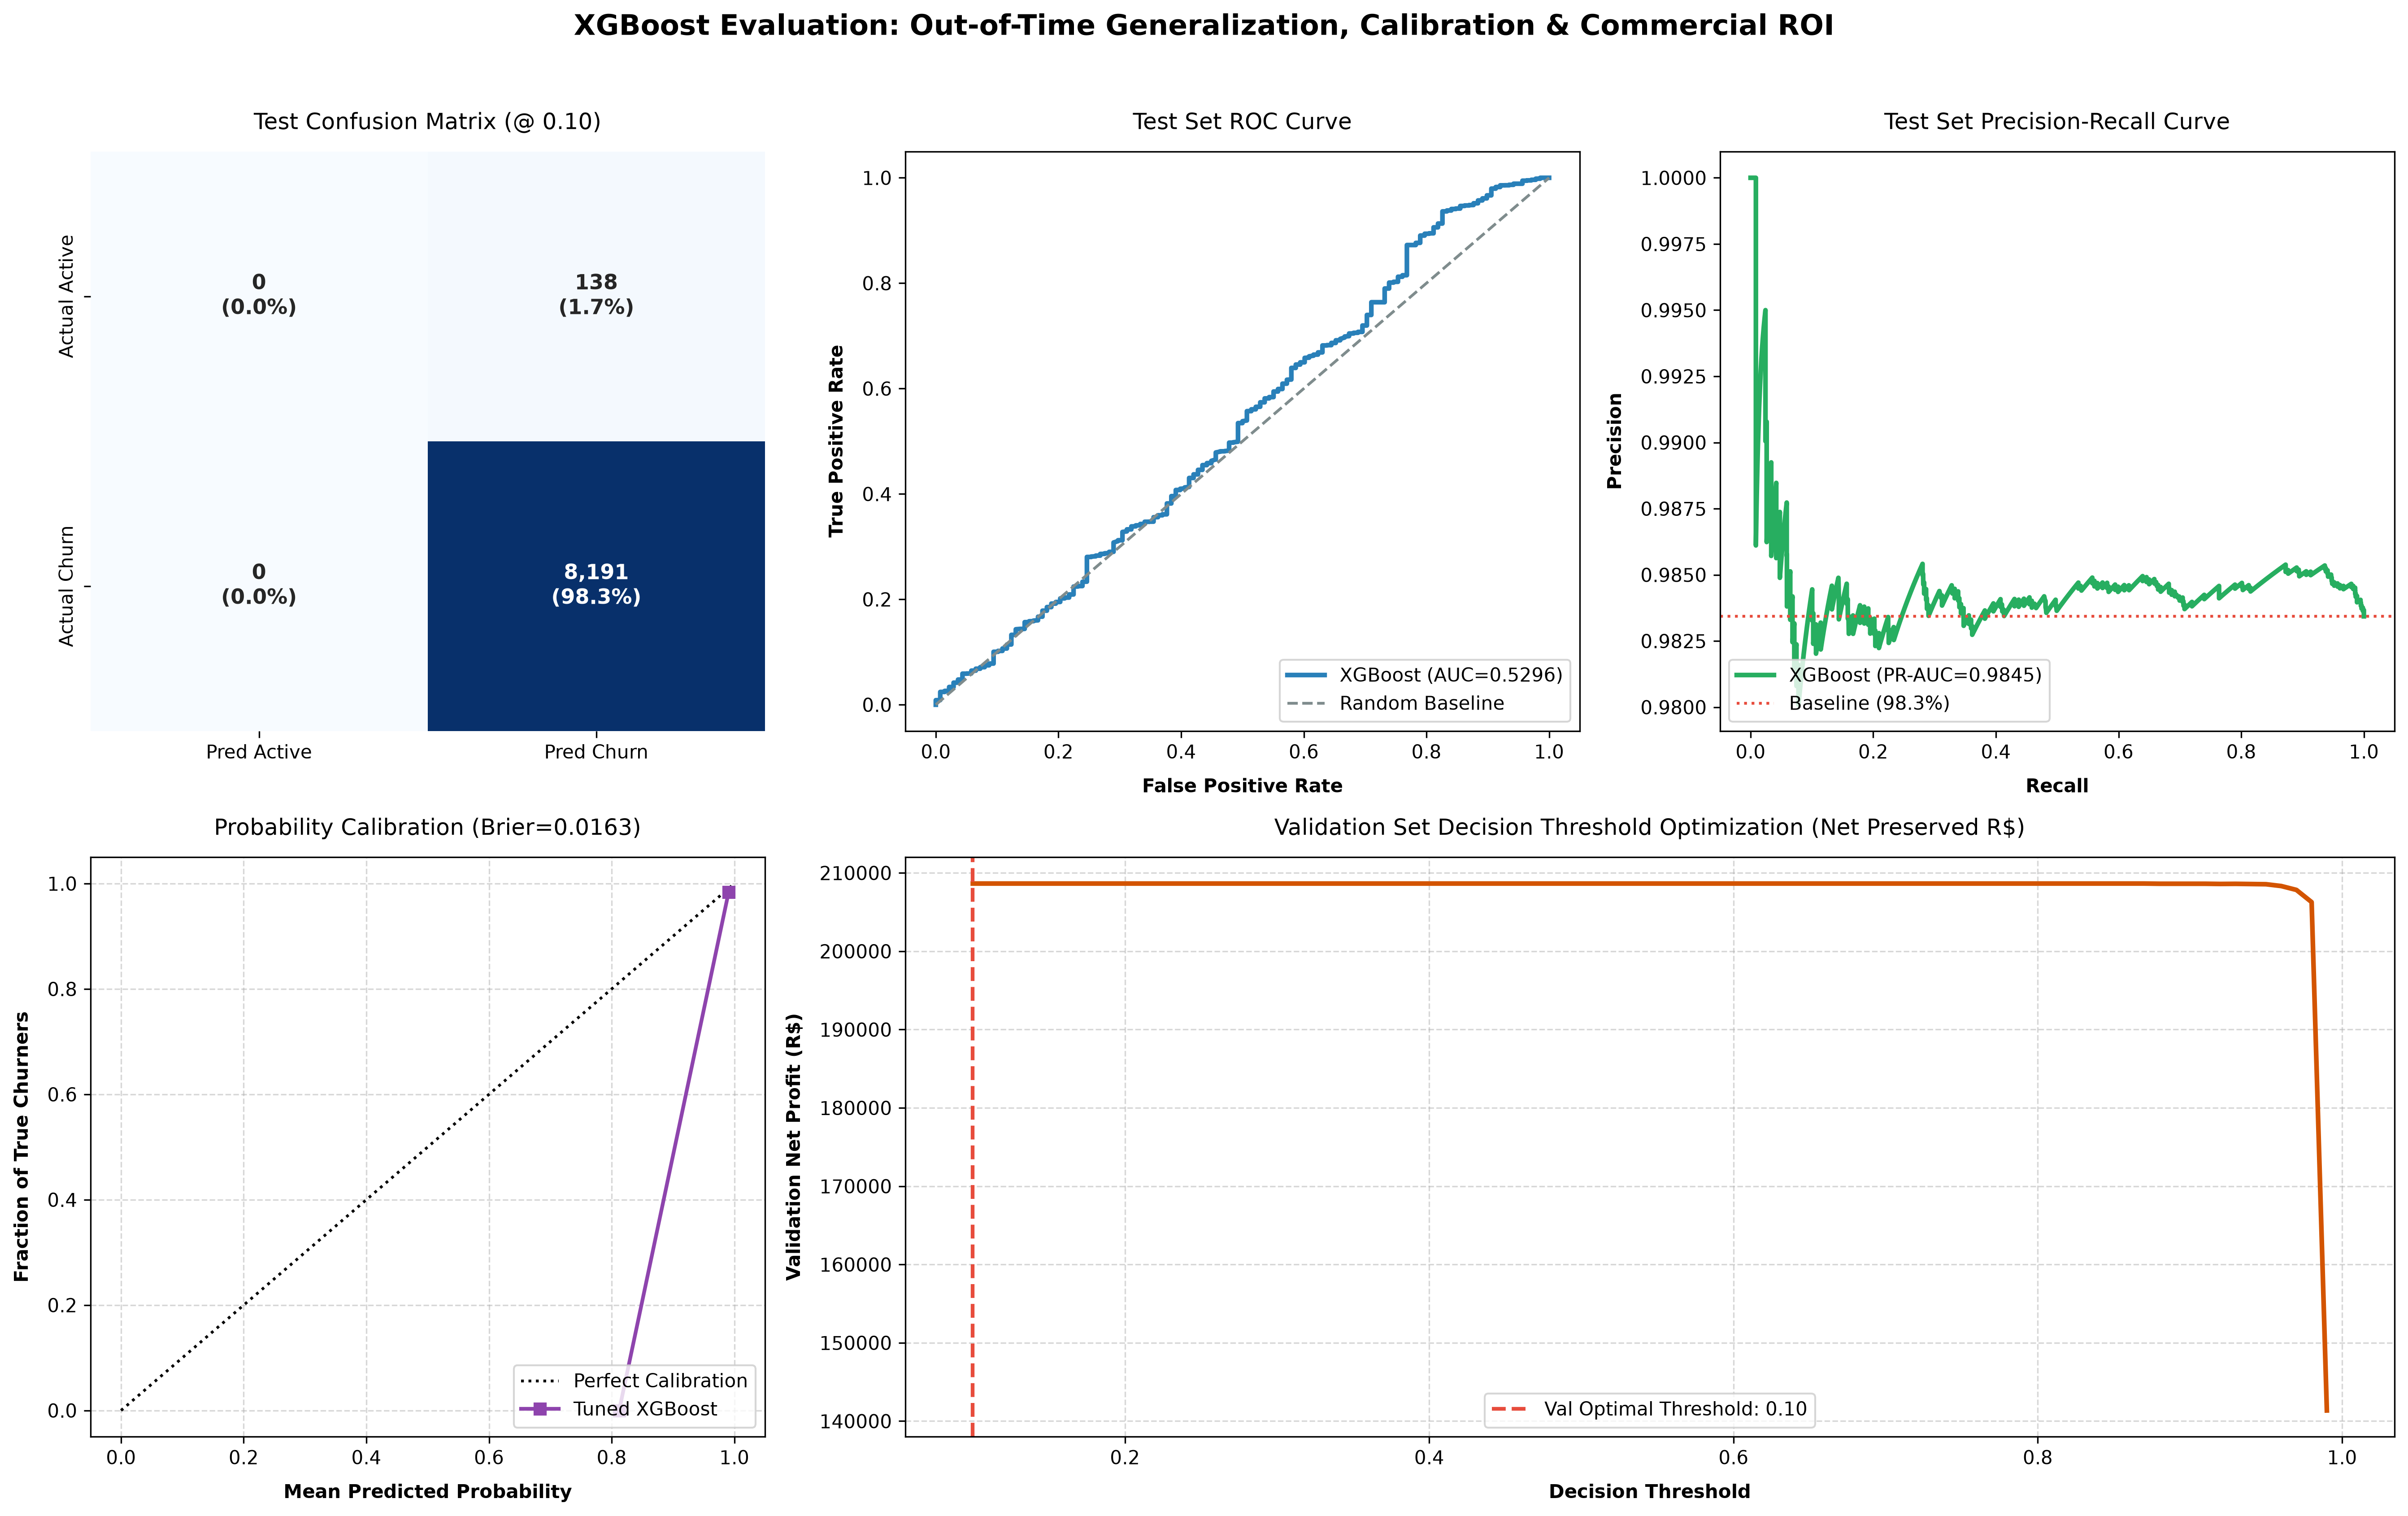 XGBoost Evaluation: Out-of-Time Generalization, Calibration & Commercial ROI
Test Confusion Matrix (@ 0.10)
Actual Active
Actual Churn
0
(0.0%)
138
(1.7%)
0
(0.0%)
8,191
(98.3%)
Pred Active
Pred Churn
Test Set ROC Curve
True Positive Rate
1.0
0.8
0.6
0.4
0.2
0.0
XGBoost (AUC=0.5296)
Random Baseline
0.0 0.2 0.4 0.6 0.8 1.0
False Positive Rate
Test Set Precision-Recall Curve
Precision
1.0000
0.9975
0.9950
0.9925
0.9900
0.9875
0.9850
0.9825
0.9800
XGBoost (PR-AUC=0.9845)
Baseline (98.3%)
0.0 0.2 0.4 0.6 0.8 1.0
Recall
Probability Calibration (Brier=0.0163)
Fraction of True Churners
1.0
0.8
0.6
0.4
0.2
0.0
Perfect Calibration
Tuned XGBoost
0.0 0.2 0.4 0.6 0.8 1.0
Mean Predicted Probability
Validation Set Decision Threshold Optimization (Net Preserved R$)
Validation Net Profit (R$)
210000
200000
190000
180000
170000
160000
150000
140000
Val Optimal Threshold: 0.10
0.2 0.4 0.6 0.8 1.0
Decision Threshold